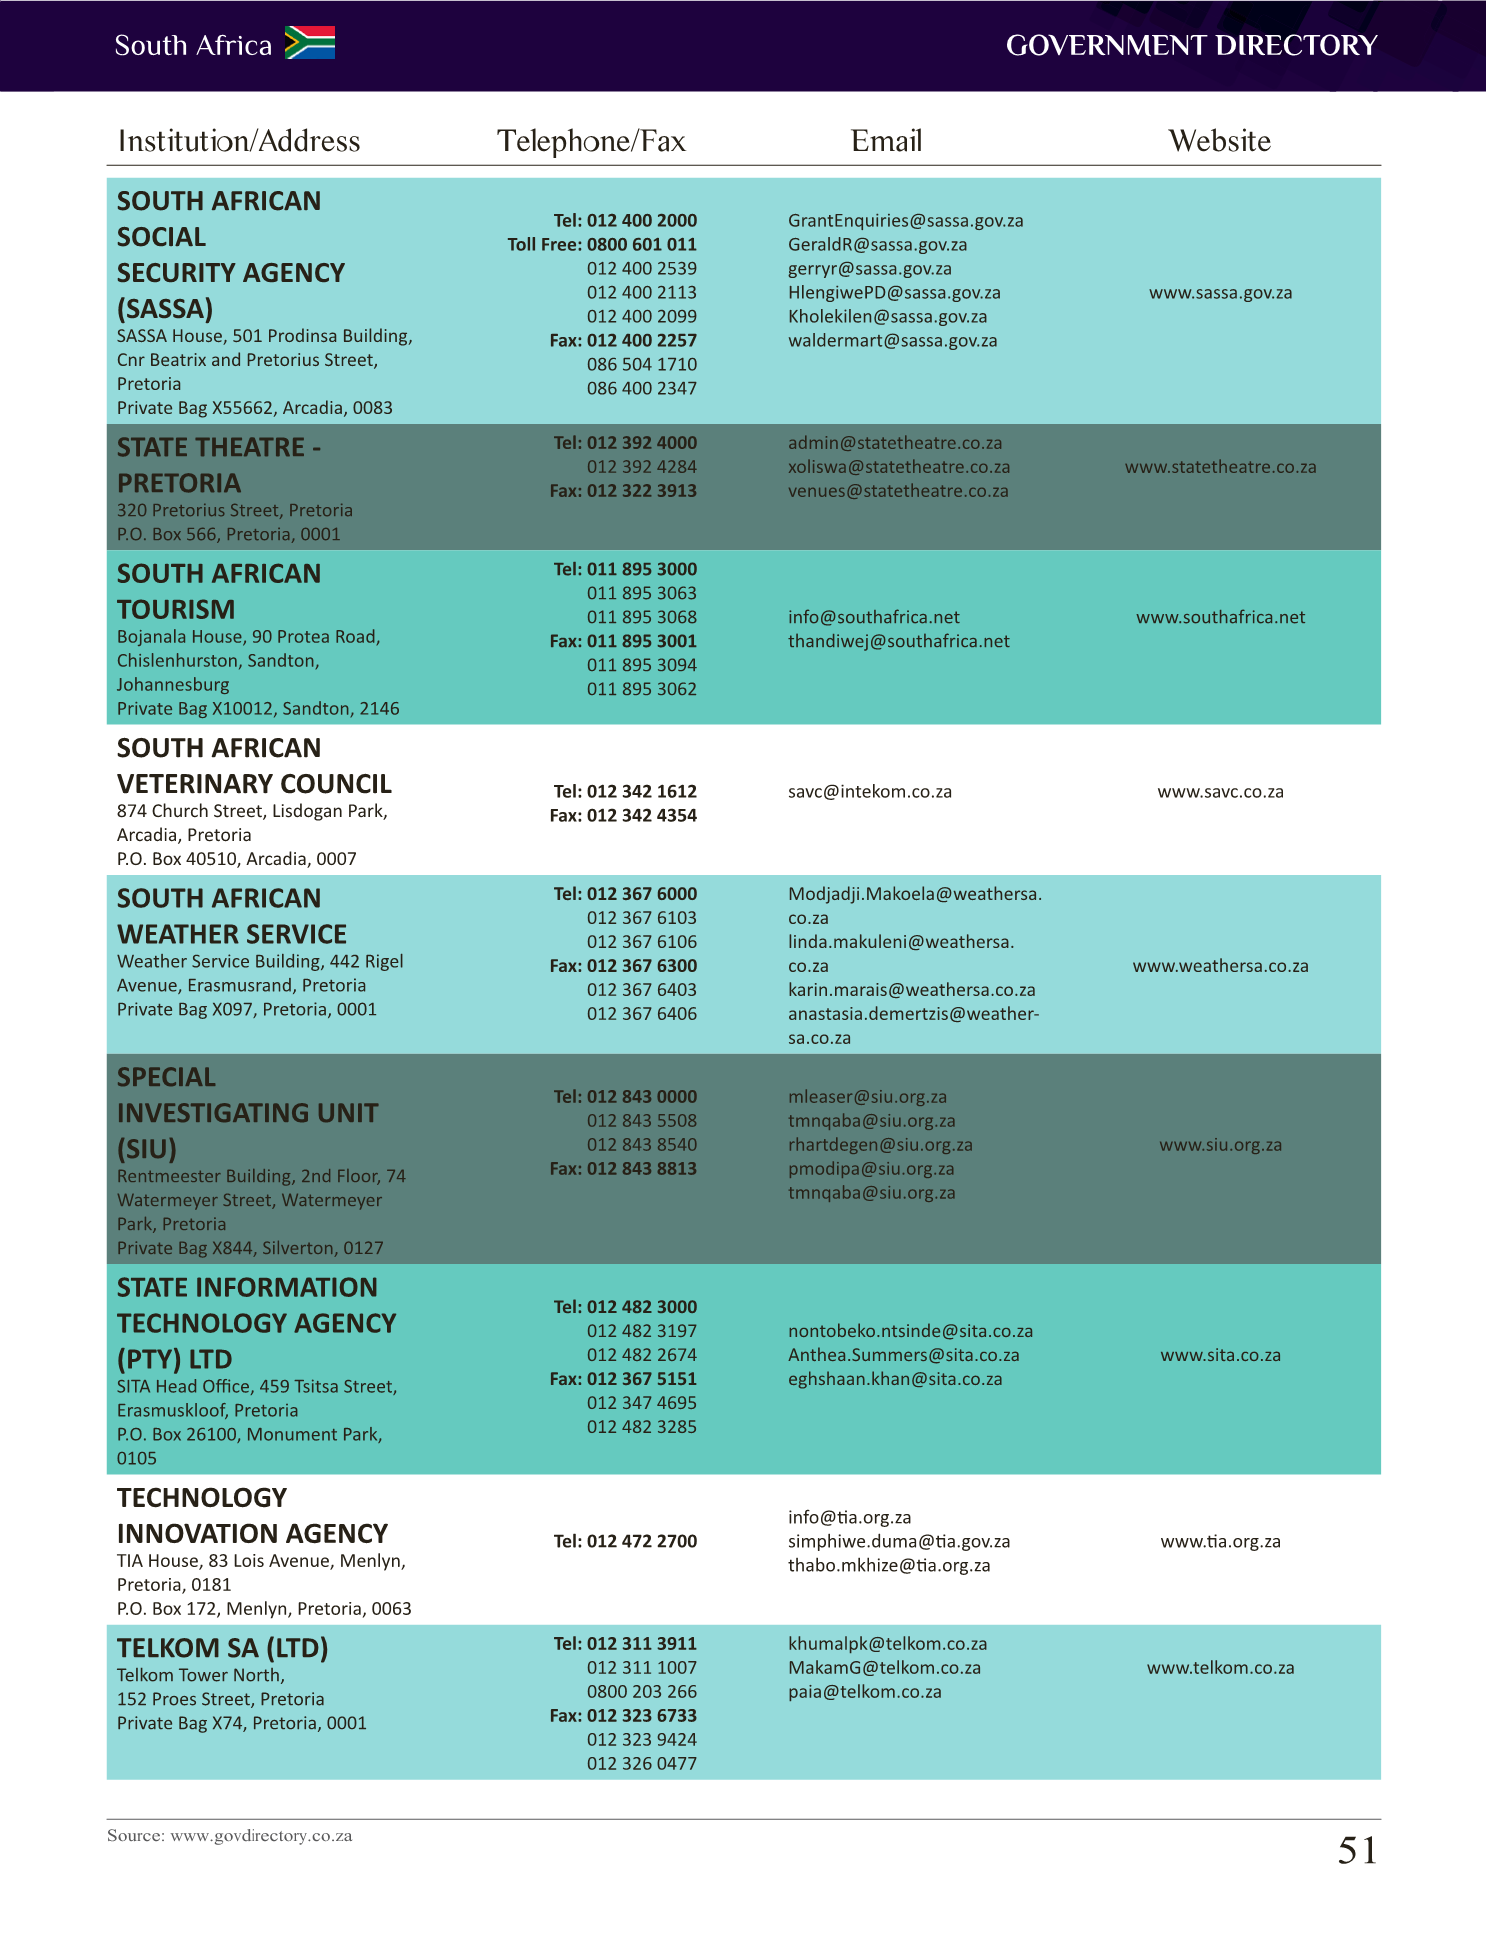 South Africa
GOVERNMENT DIRECTORY
Institution/Address
Telephone/Fax
Email
Website
SOUTH AFRICAN
SOCIAL
SECURITY AGENCY
(SASSA)
SASSA House, 501 Prodinsa Building,
Cnr Beatrix and Pretorius Street,
Pretoria
Private Bag X55662, Arcadia, 0083
Tel: 012 400 2000
Toll Free: 0800 601 011
012 400 2539
012 400 2113
012 400 2099
Fax: 012 400 2257
086 504 1710
086 400 2347
GrantEnquiries@sassa.gov.za
GeraldR@sassa.gov.za
gerryr@sassa.gov.za
HlengiwePD@sassa.gov.za
Kholekilen@sassa.gov.za
waldermart@sassa.gov.za
www.sassa.gov.za
STATE THEATRE -
PRETORIA
320 Pretorius Street, Pretoria
P.O. Box 566, Pretoria, 0001
Tel: 012 392 4000
012 392 4284
Fax: 012 322 3913
admin@statetheatre.co.za
xoliswa@statetheatre.co.za
venues@statetheatre.co.za
www.statetheatre.co.za
SOUTH AFRICAN
TOURISM
Bojanala House, 90 Protea Road,
Chislenhurston, Sandton,
Johannesburg
Private Bag X10012, Sandton, 2146
Tel: 011 895 3000
011 895 3063
011 895 3068
Fax: 011 895 3001
011 895 3094
011 895 3062
info@southafrica.net
thandiwej@southafrica.net
www.southafrica.net
SOUTH AFRICAN
VETERINARY COUNCIL
874 Church Street, Lisdogan Park,
Arcadia, Pretoria
P.O. Box 40510, Arcadia, 0007
Tel: 012 342 1612
Fax: 012 342 4354
savc@intekom.co.za
www.savc.co.za
SOUTH AFRICAN
WEATHER SERVICE
Weather Service Building, 442 Rigel
Avenue, Erasmusrand, Pretoria
Private Bag X097, Pretoria, 0001
Tel: 012 367 6000
012 367 6103
012 367 6106
Fax: 012 367 6300
012 367 6403
012 367 6406
Modjadji.Makoela@weathersa.
co.za
linda.makuleni@weathersa.
co.za
karin.marais@weathersa.co.za
anastasia.demertzis@weather-
sa.co.za
www.weathersa.co.za
SPECIAL
INVESTIGATING UNIT
(SIU)
Rentmeester Building, 2nd Floor, 74
Watermeyer Street, Watermeyer
Park, Pretoria
Private Bag X844, Silverton, 0127
Tel: 012 843 0000
012 843 5508
012 843 8540
Fax: 012 843 8813
mleaser@siu.org.za
tmnqaba@siu.org.za
rhartdegen@siu.org.za
pmodipa@siu.org.za
tmnqaba@siu.org.za
www.siu.org.za
STATE INFORMATION
TECHNOLOGY AGENCY
(PTY) LTD
SITA Head Office, 459 Tsitsa Street,
Erasmuskloof, Pretoria
P.O. Box 26100, Monument Park,
0105
Tel: 012 482 3000
012 482 3197
012 482 2674
Fax: 012 367 5151
012 347 4695
012 482 3285
nontobeko.ntsinde@sita.co.za
Anthea.Summers@sita.co.za
eghshaan.khan@sita.co.za
www.sita.co.za
TECHNOLOGY
INNOVATION AGENCY
TIA House, 83 Lois Avenue, Menlyn,
Pretoria, 0181
P.O. Box 172, Menlyn, Pretoria, 0063
Tel: 012 472 2700
info@tia.org.za
simphiwe.duma@tia.gov.za
thabo.mkhize@tia.org.za
www.tia.org.za
TELKOM SA (LTD)
Telkom Tower North,
152 Proes Street, Pretoria
Private Bag X74, Pretoria, 0001
Tel: 012 311 3911
012 311 1007
0800 203 266
Fax: 012 323 6733
012 323 9424
012 326 0477
khumalpk@telkom.co.za
MakamG@telkom.co.za
paia@telkom.co.za
www.telkom.co.za
Source: www.govdirectory.co.za
51